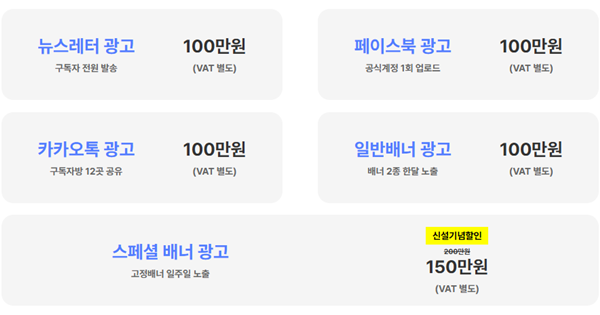 뉴스레터 광고
100만원
구독자 전원 발송
(VAT 별도)
페이스북 광고
100만원
공식계정 1회 업로드
(VAT 별도)
카카오톡 광고
100만원
구독자방 12곳 공유
(VAT 별도)
일반배너 광고
100만원
배너 2종 한달 노출
(VAT 별도)
스페셜 배너 광고
고정배너 일주일 노출
신설기념할인
200만원
150만원
(VAT 별도)